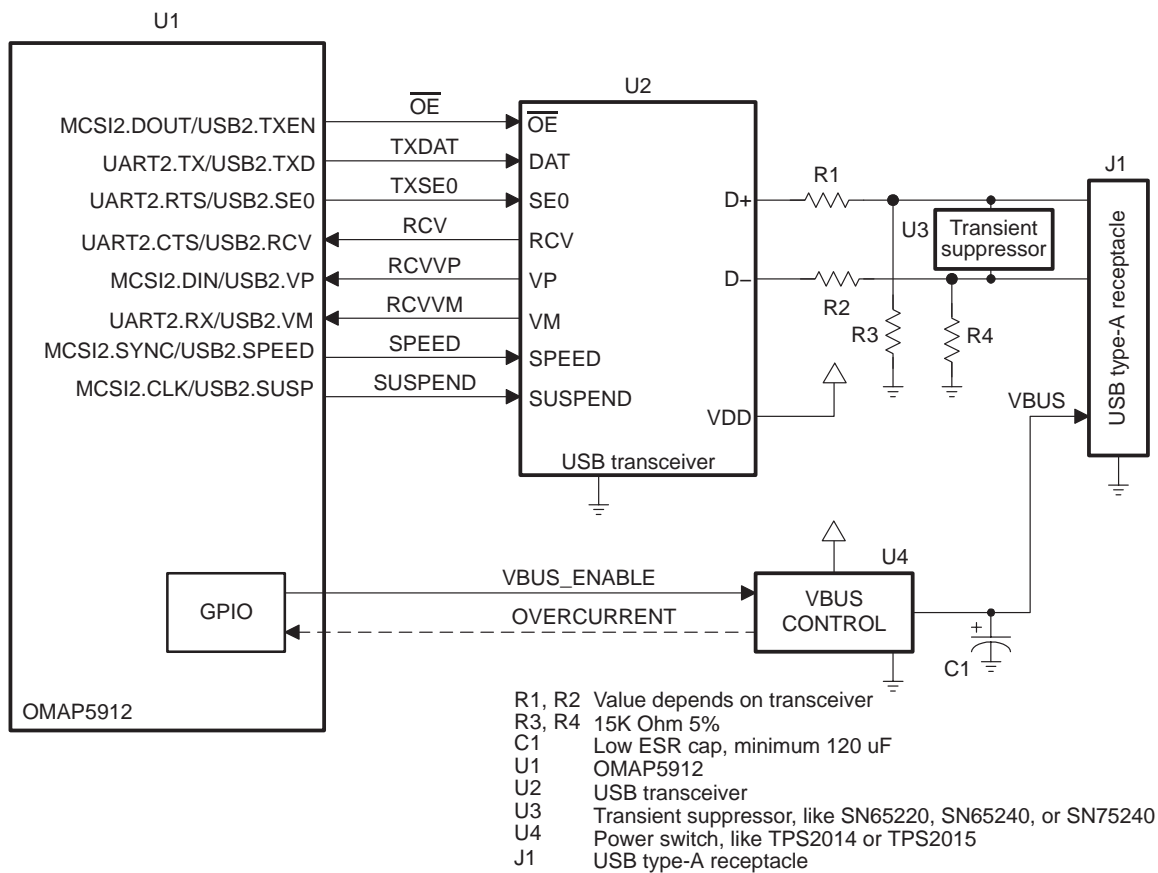 U1
MCSI2.DOUT/USB2.TXEN
UART2.TX/USB2.TXD
UART2.RTS/USB2.SE0
UART2.CTS/USB2.RCV
MCSI2.DIN/USB2.VP
UART2.RX/USB2.VM
MCSI2.SYNC/USB2.SPEED
MCSI2.CLK/USB2.SUSP
GPIO
OMAP5912
OE
TXDAT
TXSE0
RCV
RCVVP
RCVVM
SPEED
SUSPEND
U2
OE
DAT
SE0
RCV
VP
VM
SPEED
SUSPEND
D+
D−
VDD
USB transceiver
R1
R2
R3
R4
U3
Transient
suppressor
J1
USB type-A receptacle
VBUS
VBUS_ENABLE
OVERCURRENT
U4
VBUS
CONTROL
+
C1
R1, R2 Value depends on transceiver
R3, R4 15K Ohm 5%
C1 Low ESR cap, minimum 120 uF
U1 OMAP5912
U2 USB transceiver
U3 Transient suppressor, like SN65220, SN65240, or SN75240
U4 Power switch, like TPS2014 or TPS2015
J1 USB type-A receptacle